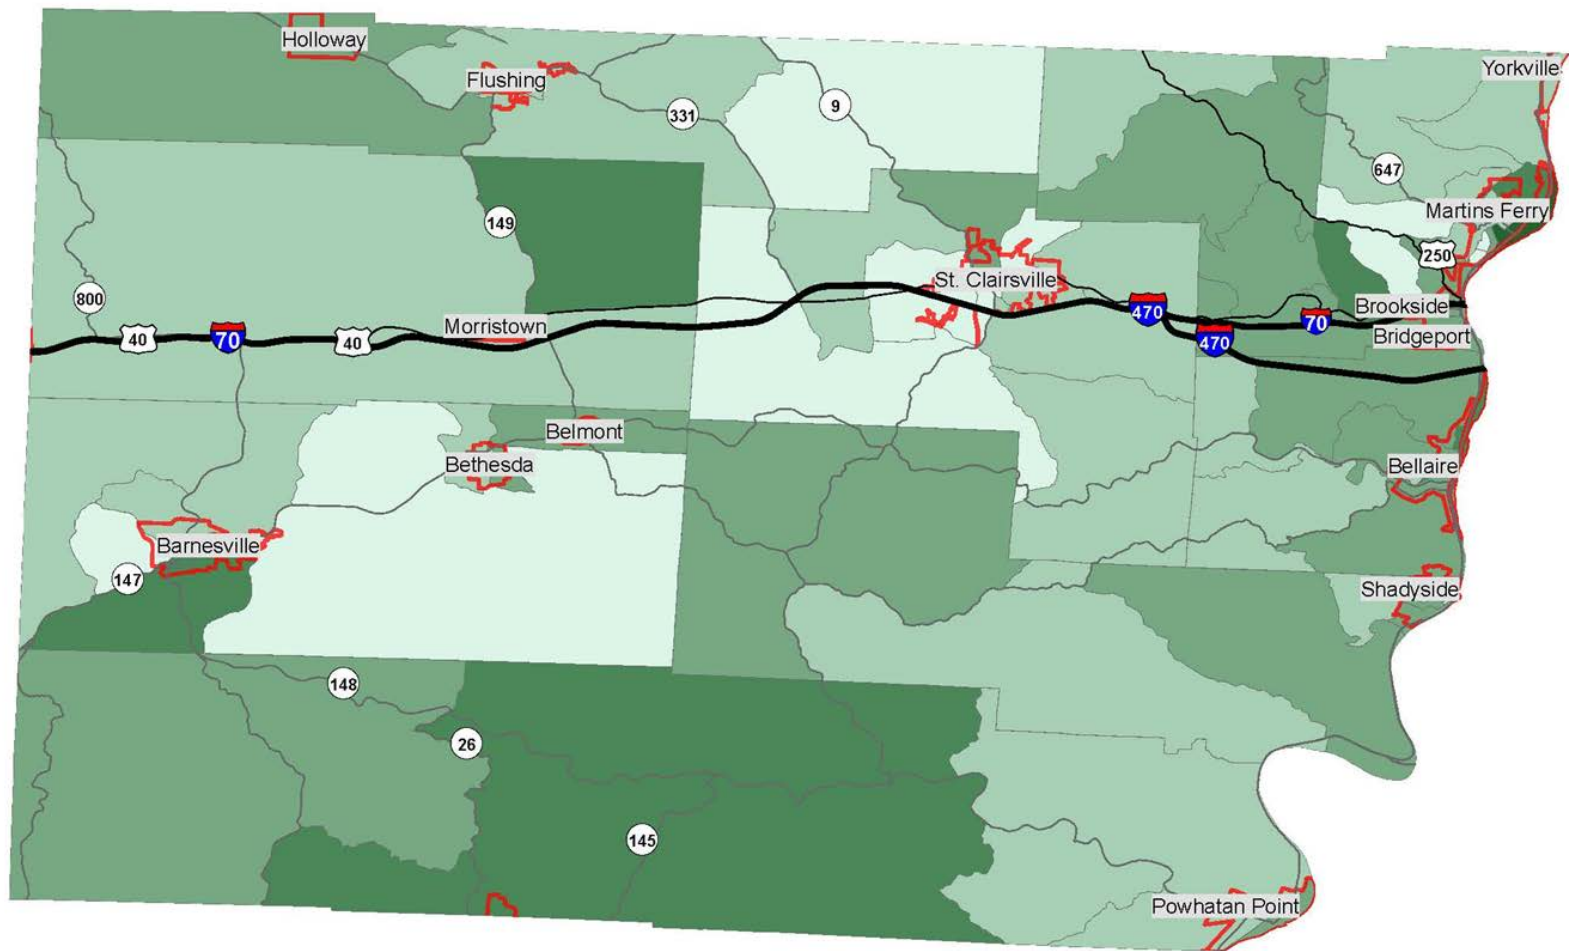 Holloway
Yorkville
Flushing
9
331
647
Martins Ferry
149
250
St. Clairsville
800
Brookside
470
Morristown
70
40
70
40
Bridgeport
470
Belmont
Bethesda
Bellaire
Barnesville
147
Shadyside
148
26
145
Powhatan Point